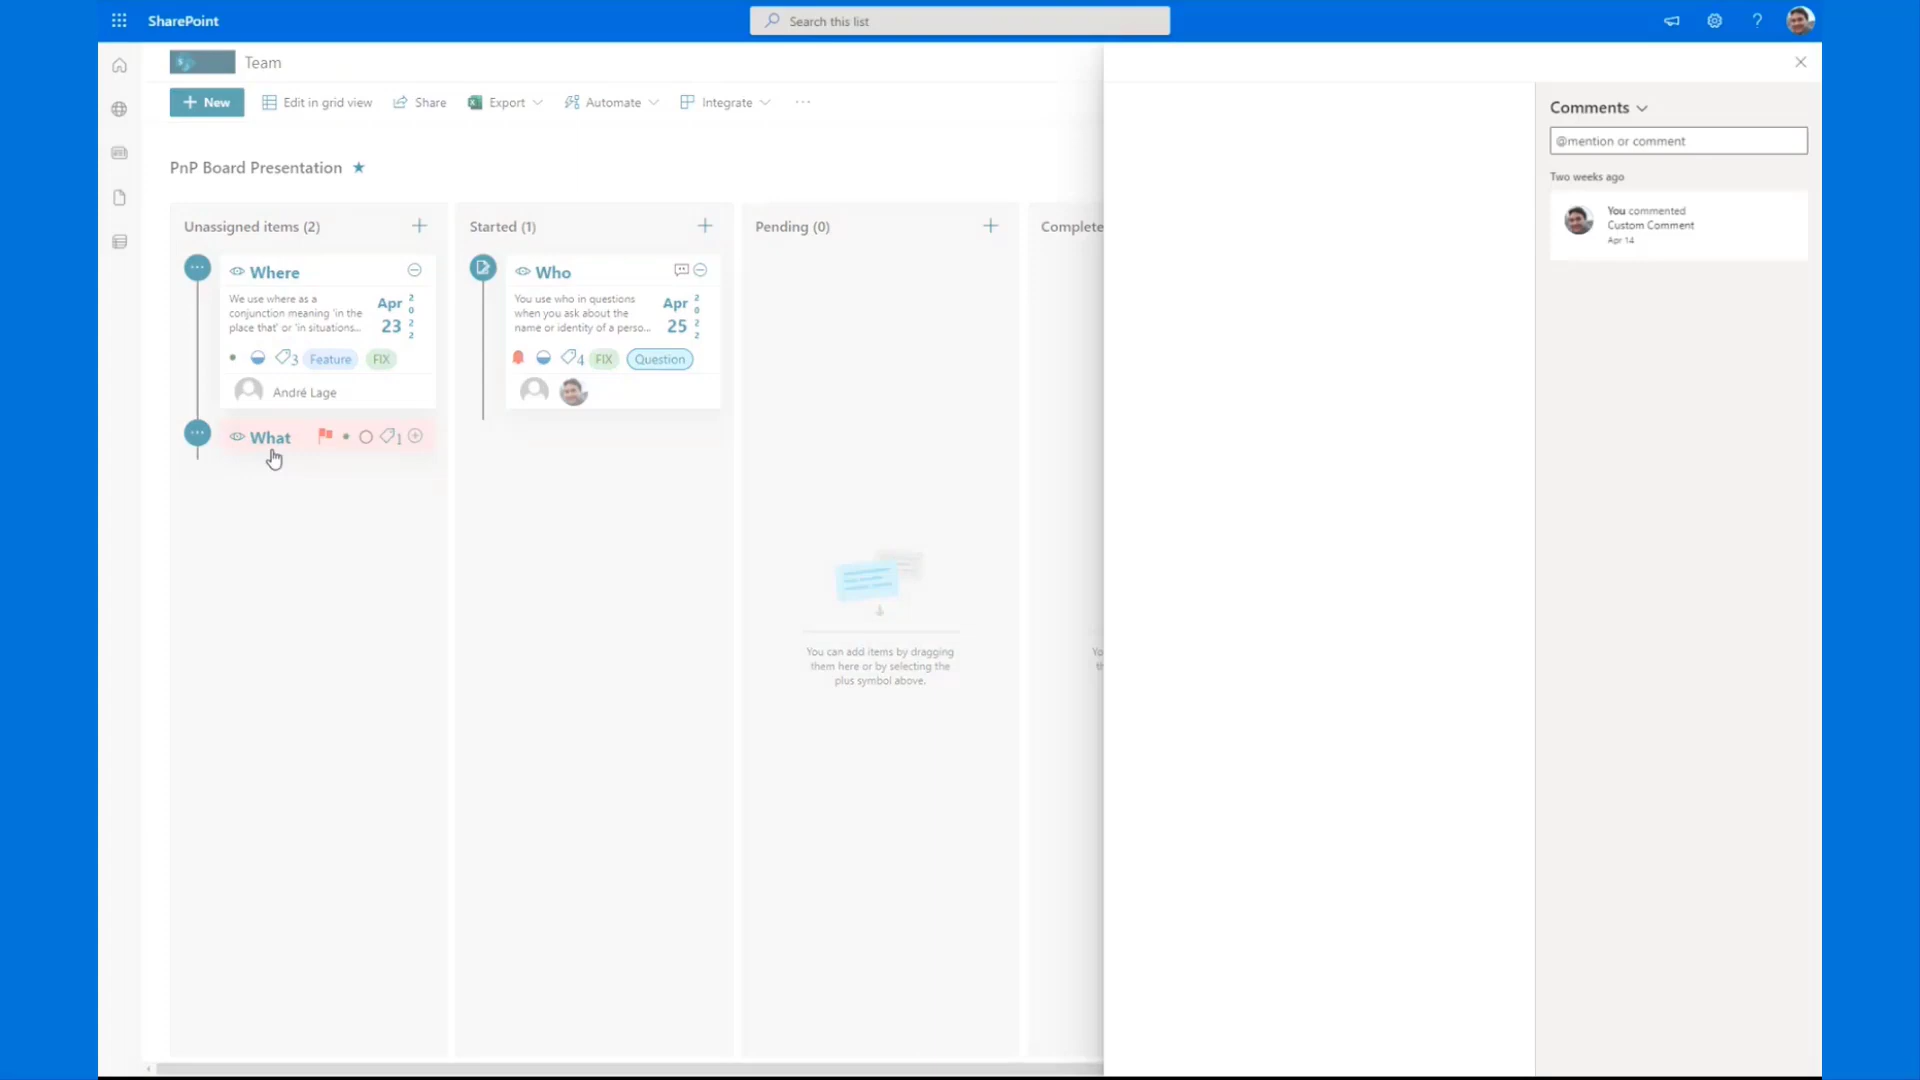 SharePoint
Search this list
Team
New
Edit in grid view
Share
Export
Automate
Integrate
PnP Board Presentation
Unassigned items (2)
Where
We use where as a
conjunction meaning 'in the
place that' or 'in situations...
Apr
23
2022
3
Feature
FIX
André Lage
What
1
Started (1)
Who
You use who in questions
when you ask about the
name or identity of a perso...
Apr
25
2022
4
FIX
Question
Pending (0)
You can add items by dragging
them here or by selecting the
plus symbol above.
Complete
Yo
th
Comments
@mention or comment
Two weeks ago
You commented
Custom Comment
Apr 14